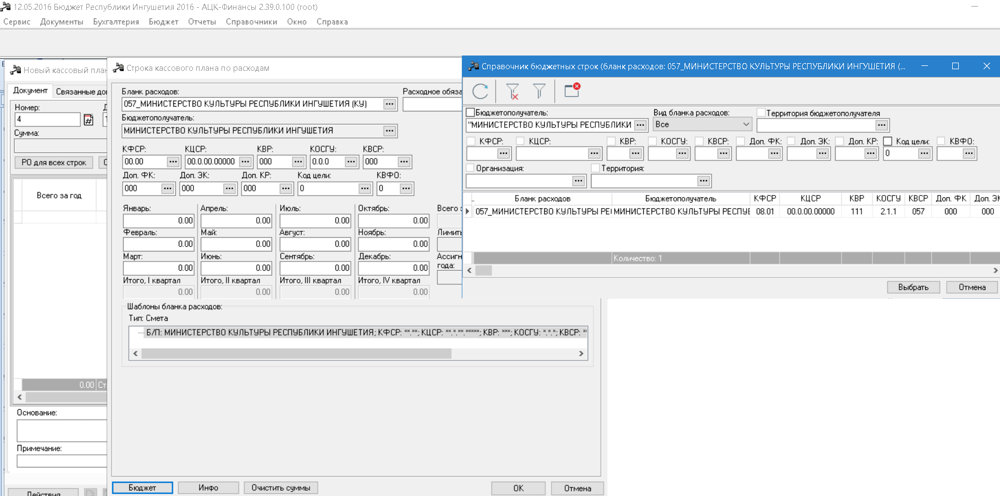 12.05.2016 Бюджет Республики Ингушетия 2016 - АЦК-Финансы 2.39.0.100 (root)
Сервис Документы Бухгалтерия Бюджет Отчеты Справочники Окно Справка
Новый кассовый план
Документ Связанные до
Номер:
4
Сумма:
РО для всех строк
Всего за год
0.00 Ст
Основание:
Примечание:
Действия
Строка кассового плана по расходам
Бланк расходов: Расходное обяза
057_МИНИСТЕРСТВО КУЛЬТУРЫ РЕСПУБЛИКИ ИНГУШЕТИЯ (КУ)
Бюджетополучатель:
МИНИСТЕРСТВО КУЛЬТУРЫ РЕСПУБЛИКИ ИНГУШЕТИЯ
КФСР: КЦСР: КВР: КОСГУ: КВСР:
00.00 00.0.00.00000 000 0.0.0 000
Доп. ФК: Доп. ЭК: Доп. КР: Код цели: КВФО:
000 000 000 0 0
Январь: Апрель: Июль: Октябрь: Всего з
0.00 0.00 0.00 0.00
Февраль: Май: Август: Ноябрь: Лимиты
0.00 0.00 0.00 0.00
Март: Июнь: Сентябрь: Декабрь: Ассигн
0.00 0.00 0.00 0.00 года:
Итого, I квартал Итого, II квартал Итого, III квартал Итого, IV квартал
0.00 0.00 0.00 0.00
Шаблоны бланка расходов:
Тип: Смета
Б/П: МИНИСТЕРСТВО КУЛЬТУРЫ РЕСПУБЛИКИ ИНГУШЕТИЯ; КФСР: **.**; КЦСР: **.*.**.*****; КВР: ***; КОСГУ: *.*.*; КВСР: **
Бюджет Инфо Очистить суммы OK Отмена
Справочник бюджетных строк (бланк расходов: 057_МИНИСТЕРСТВО КУЛЬТУРЫ РЕСПУБЛИКИ ИНГУШЕТИЯ (...
Бюджетополучатель: Вид бланка расходов: Территория бюджетополучателя
"МИНИСТЕРСТВО КУЛЬТУРЫ РЕСПУБЛИКИ Все
КФСР: КЦСР: КВР: КОСГУ: КВСР: Доп. ФК: Доп. ЭК: Доп. КР: Код цели: КВФО:
0
Организация: Территория:
.. Бланк расходов Бюджетополучатель КФСР КЦСР КВР КОСГУ КВСР Доп. ФК Доп. ЭК
057_МИНИСТЕРСТВО КУЛЬТУРЫ РЕ МИНИСТЕРСТВО КУЛЬТУРЫ РЕСПУБ 08.01 00.0.00.00000 111 2.1.1 057 000 000
Количество: 1
Выбрать Отмена